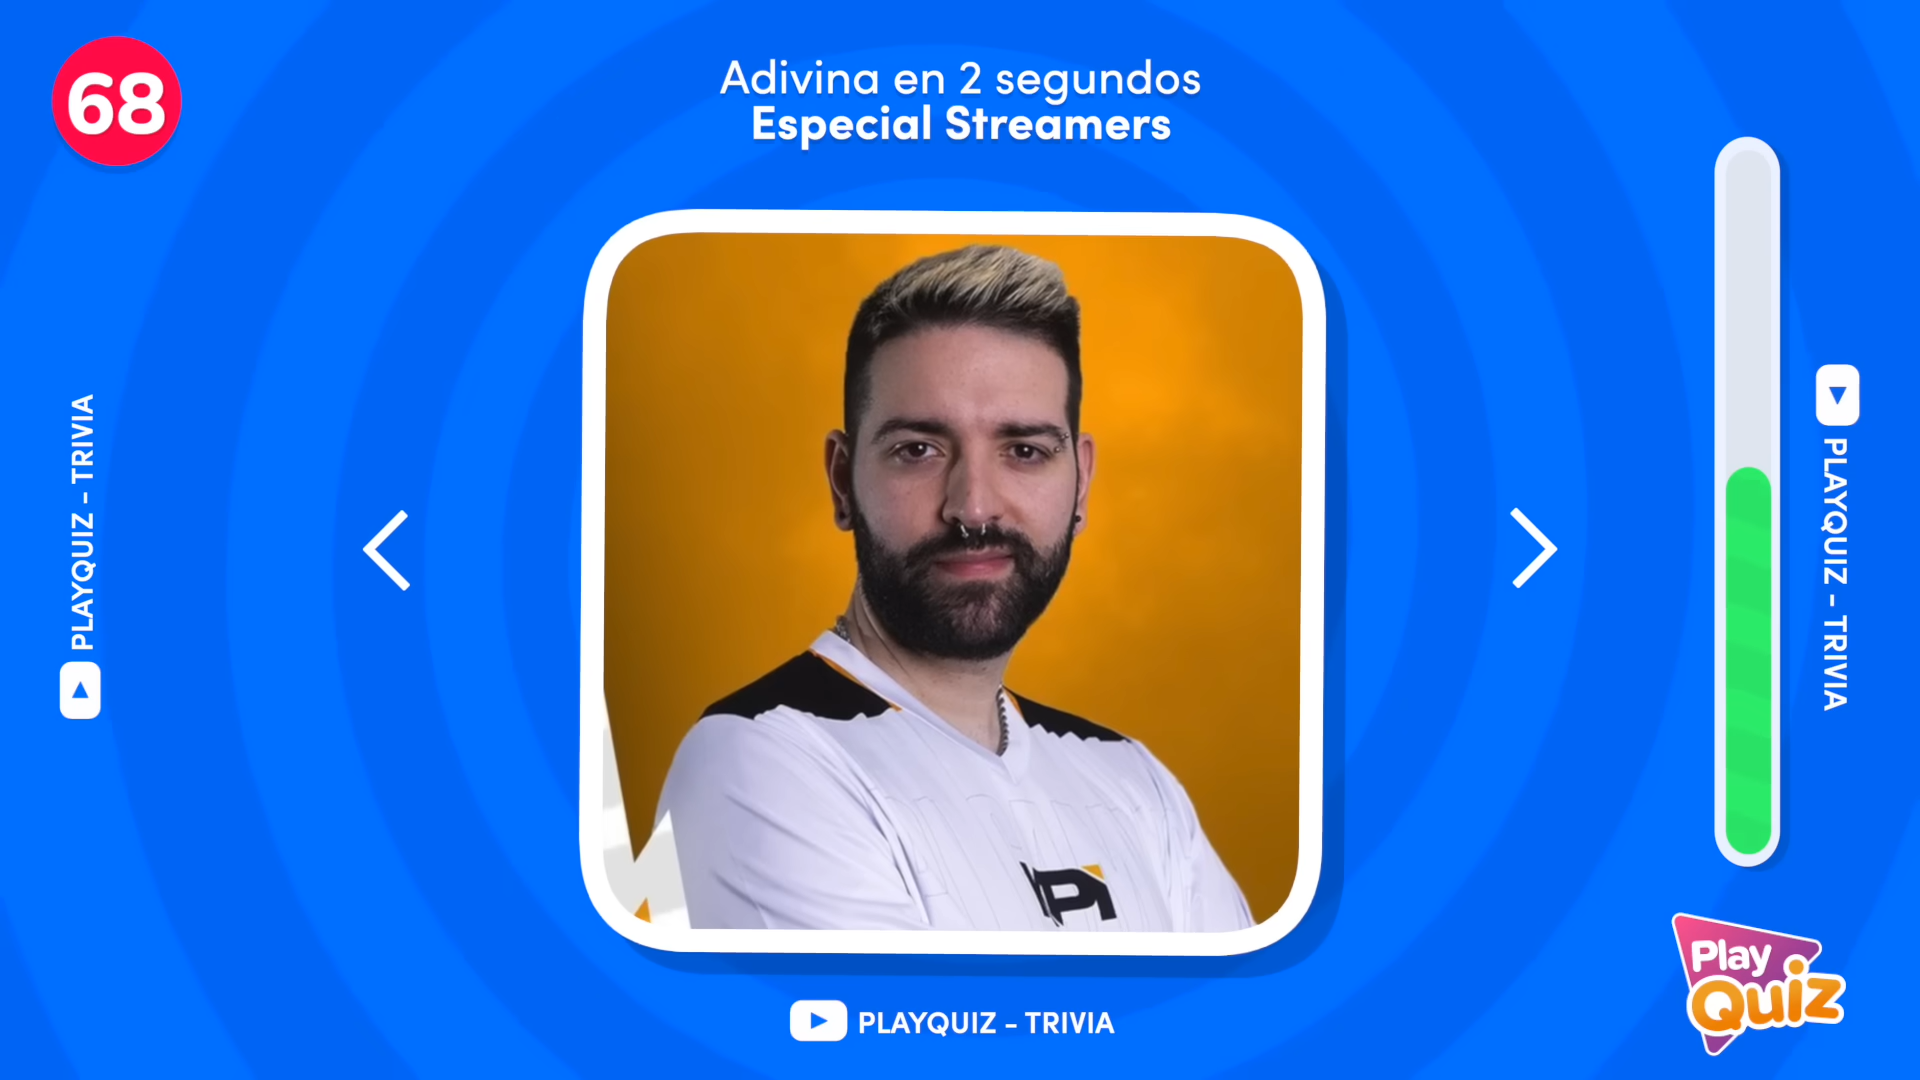 68
Adivina en 2 segundos
Especial Streamers
PLAYQUIZ - TRIVIA
PLAYQUIZ - TRIVIA
PLAYQUIZ - TRIVIA
Play
Quiz